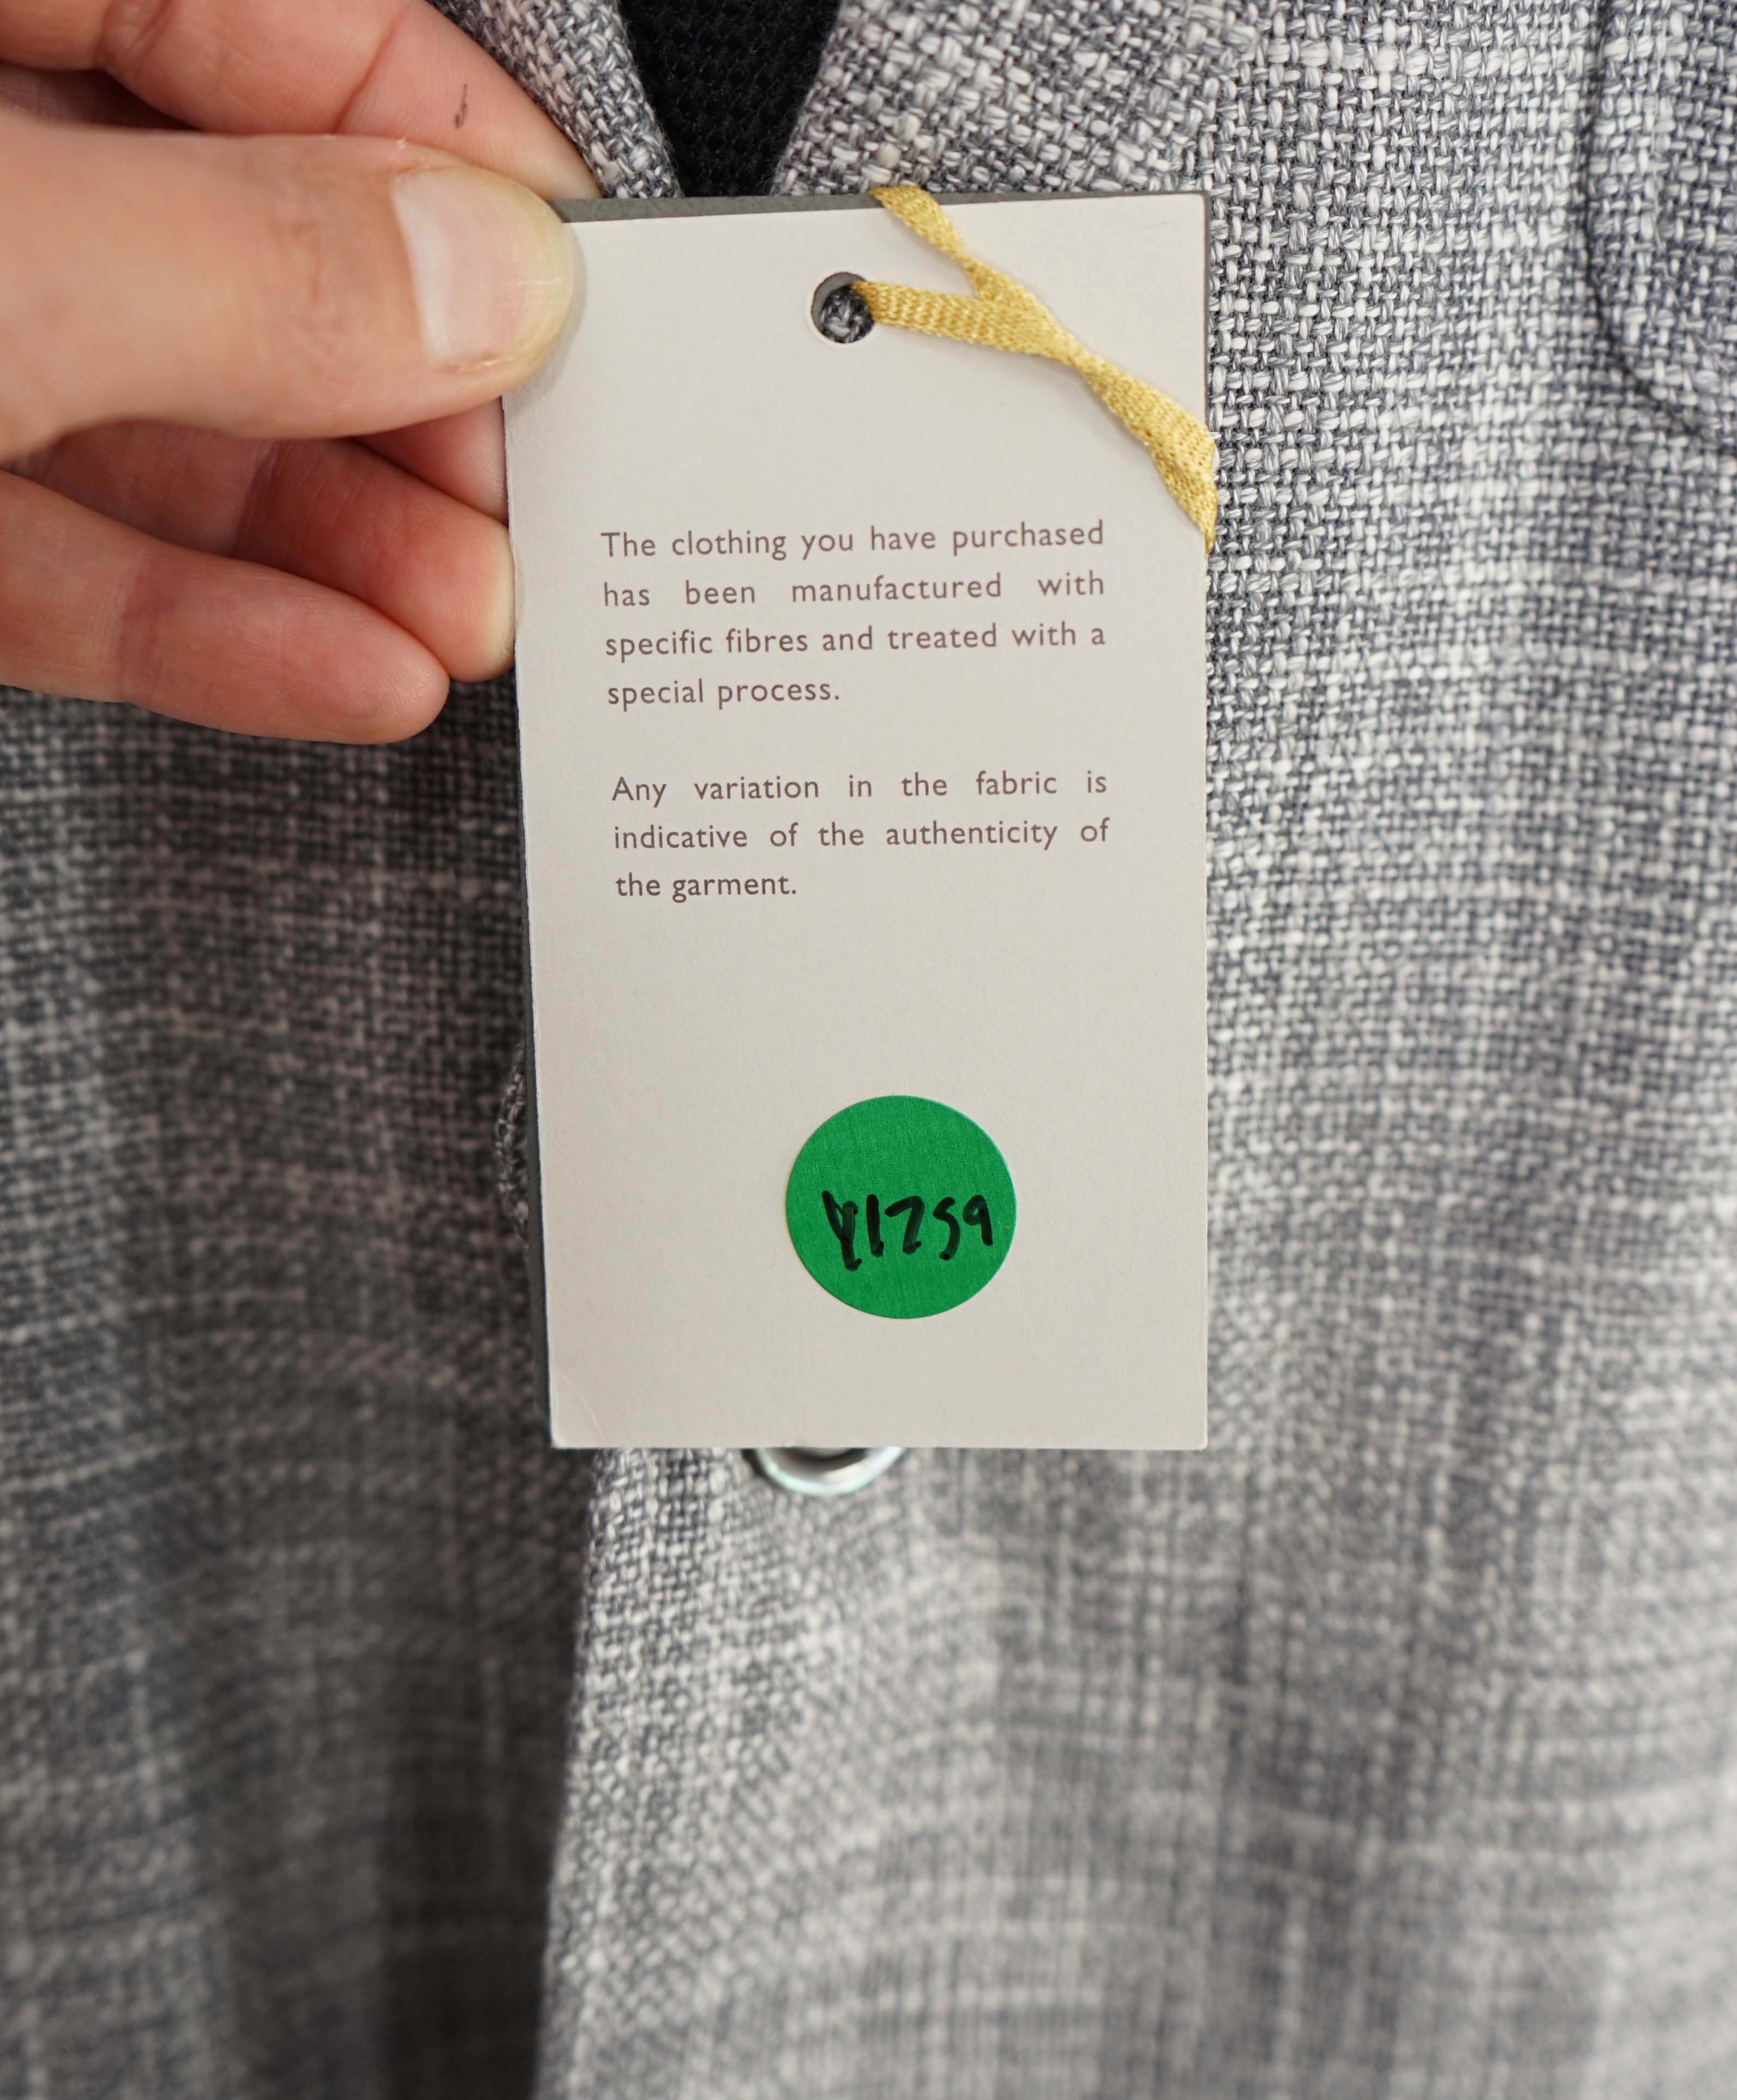 The clothing you have purchased
has been manufactured with
specific fibres and treated with a
special process.
Any variation in the fabric is
indicative of the authenticity of
the garment.